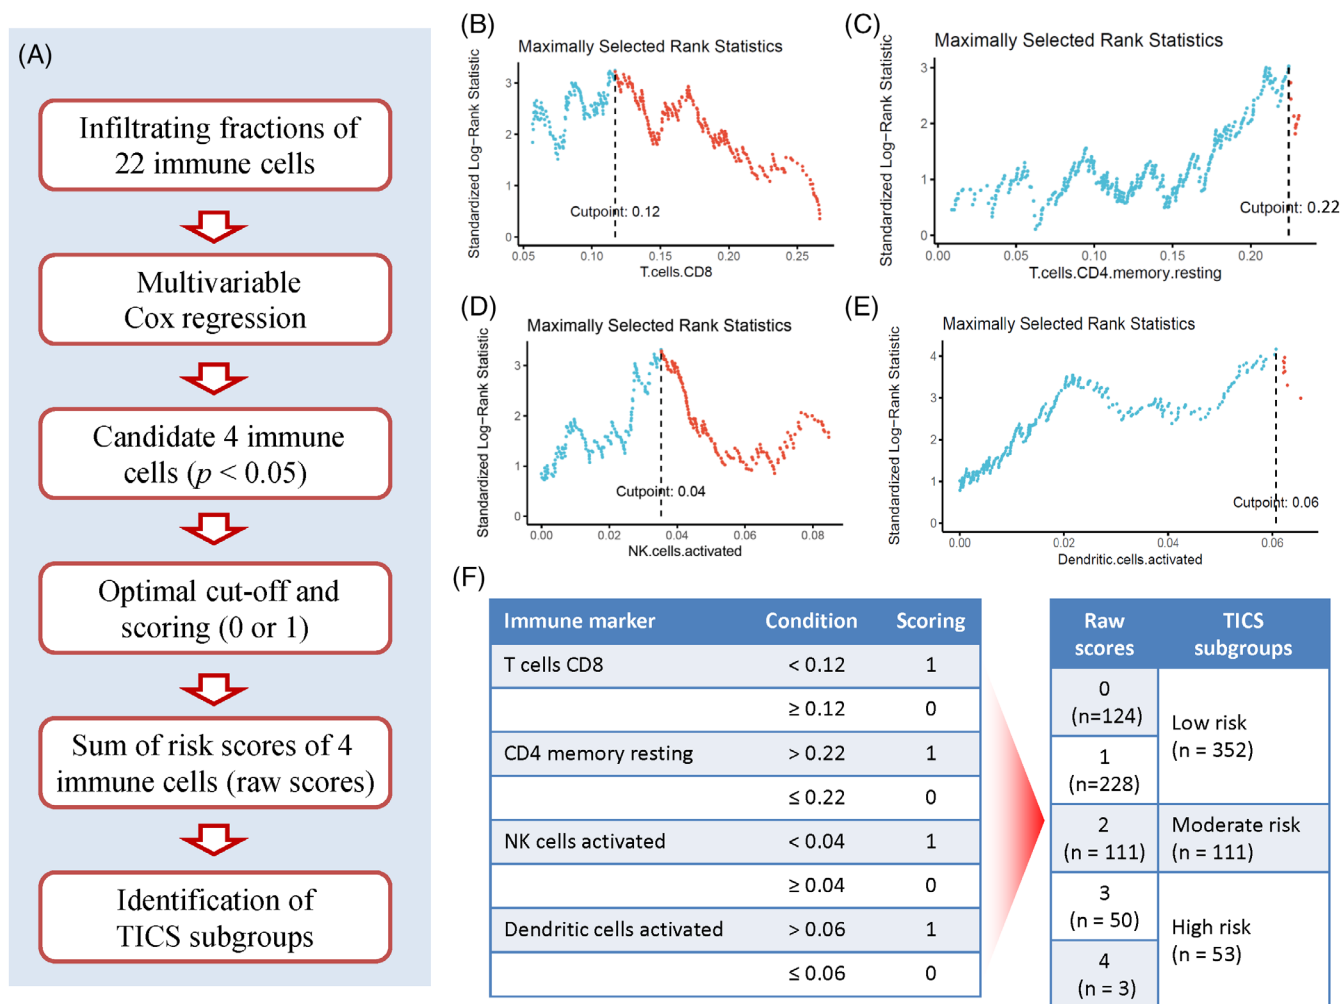 (A)
Infiltrating fractions of
22 immune cells
Multivariable
Cox regression
Candidate 4 immune
cells (p < 0.05)
Optimal cut-off and
scoring (0 or 1)
Sum of risk scores of 4
immune cells (raw scores)
Identification of
TICS subgroups
(B)
Maximally Selected Rank Statistics
Standardized Log−Rank Statistic
3
2
1
0
Cutpoint: 0.12
0.05 0.10 0.15 0.20 0.25
T.cells.CD8
(C)
Maximally Selected Rank Statistics
Standardized Log−Rank Statistic
3
2
1
0
Cutpoint: 0.22
0.00 0.05 0.10 0.15 0.20
T.cells.CD4.memory.resting
(D)
Maximally Selected Rank Statistics
Standardized Log−Rank Statistic
3
2
1
0
Cutpoint: 0.04
0.00 0.02 0.04 0.06 0.08
NK.cells.activated
(E)
Maximally Selected Rank Statistics
Standardized Log−Rank Statistic
4
3
2
1
0
Cutpoint: 0.06
0.00 0.02 0.04 0.06
Dendritic.cells.activated
(F)
Immune marker Condition Scoring
T cells CD8 < 0.12 1
≥ 0.12 0
CD4 memory resting > 0.22 1
≤ 0.22 0
NK cells activated < 0.04 1
≥ 0.04 0
Dendritic cells activated > 0.06 1
≤ 0.06 0
Raw
scores
TICS
subgroups
0
(n=124)
1
(n=228)
Low risk
(n = 352)
2
(n = 111)
Moderate risk
(n = 111)
3
(n = 50)
4
(n = 3)
High risk
(n = 53)